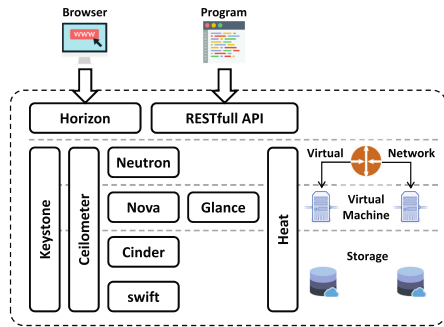 Browser
Program
WWW
Horizon
RESTfull API
Keystone
Ceilometer
Neutron
Nova
Glance
Cinder
swift
Heat
Virtual
Network
Virtual
Machine
Storage